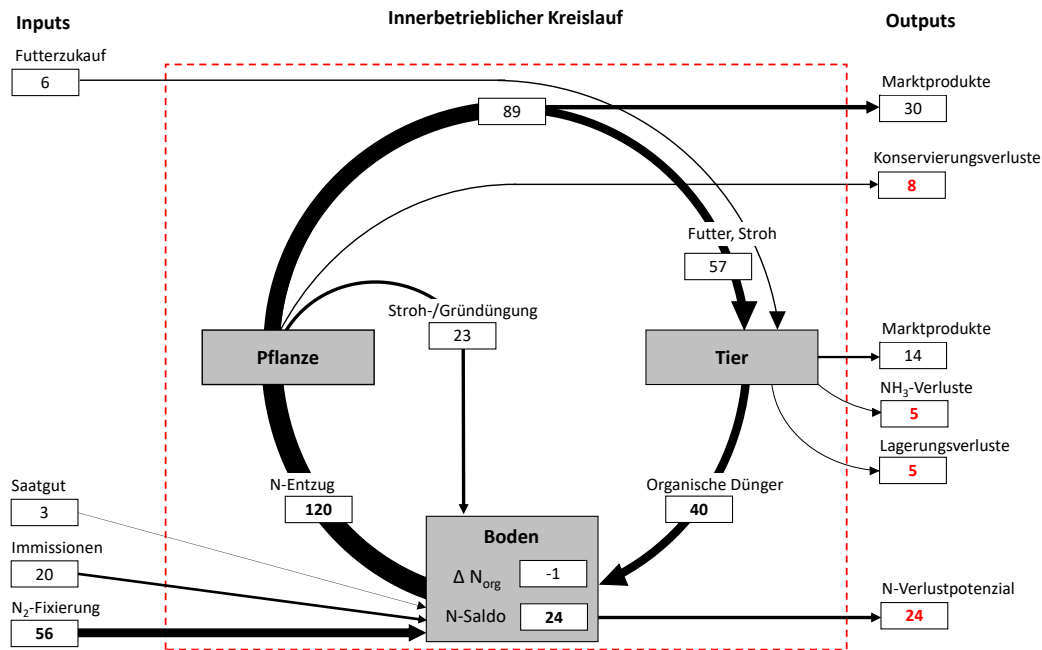 Inputs
Innerbetrieblicher Kreislauf
Outputs
Futterzukauf
6
89
Marktprodukte
30
Konservierungsverluste
8
Futter, Stroh
57
Stroh-/Gründüngung
23
Pflanze
Tier
Marktprodukte
14
NH₃-Verluste
5
Lagerungsverluste
5
Saatgut
3
N-Entzug
120
Organische Dünger
40
Immissionen
20
Boden
Δ Norg
-1
N-Saldo
24
N₂-Fixierung
56
N-Verlustpotenzial
24